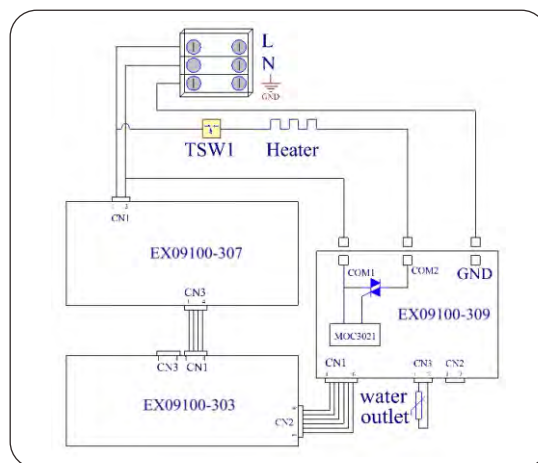 L
N
GND
TSW1
Heater
CN1
EX09100-307
COM1
COM2
GND
CN3
EX09100-309
MOC3021
CN3
CN1
CN1
CN3
CN2
EX09100-303
CN2
water
outlet